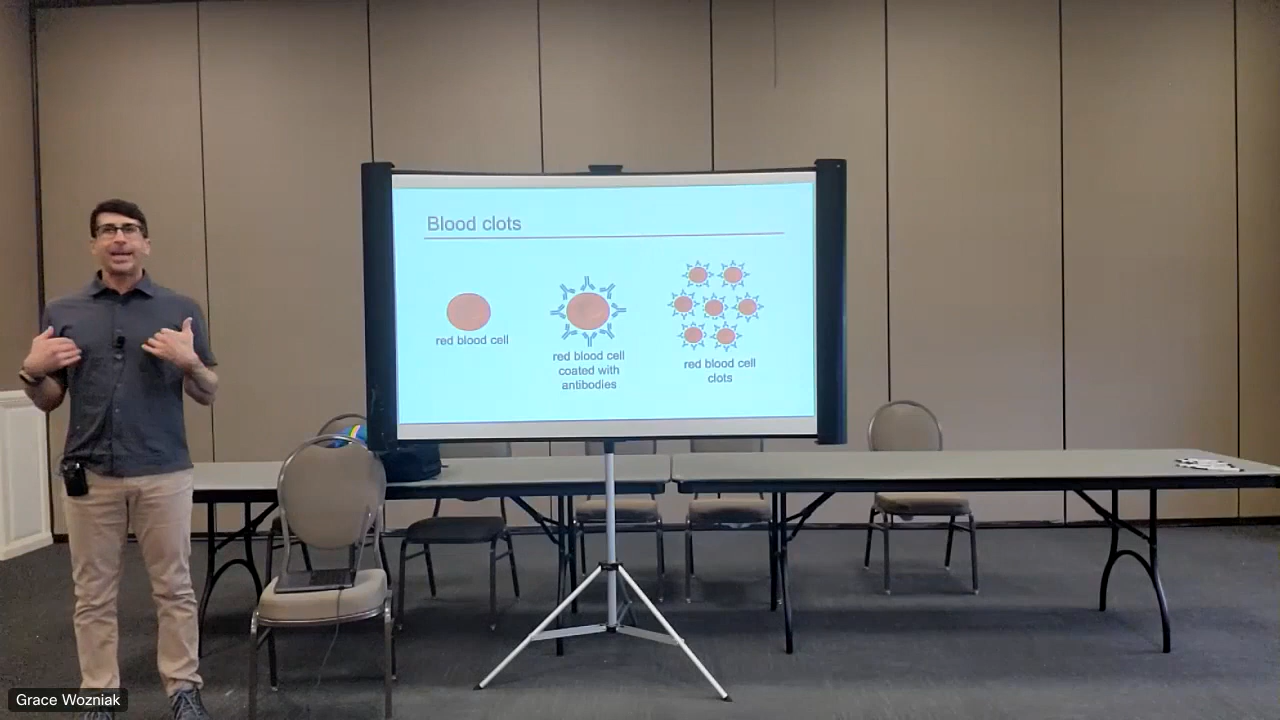 Blood clots
red blood cell
red blood cell
coated with
antibodies
red blood cell
clots
Grace Wozniak